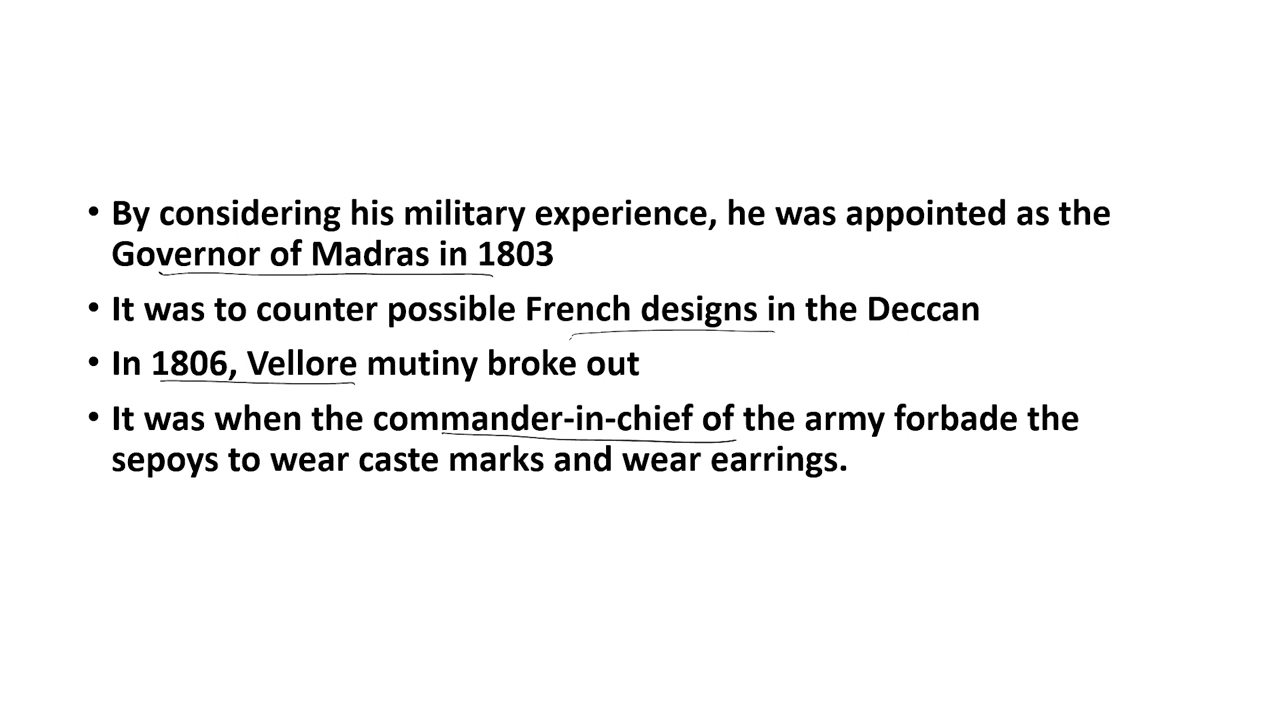 • By considering his military experience, he was appointed as the
Governor of Madras in 1803
• It was to counter possible French designs in the Deccan
• In 1806, Vellore mutiny broke out
• It was when the commander-in-chief of the army forbade the
sepoys to wear caste marks and wear earrings.